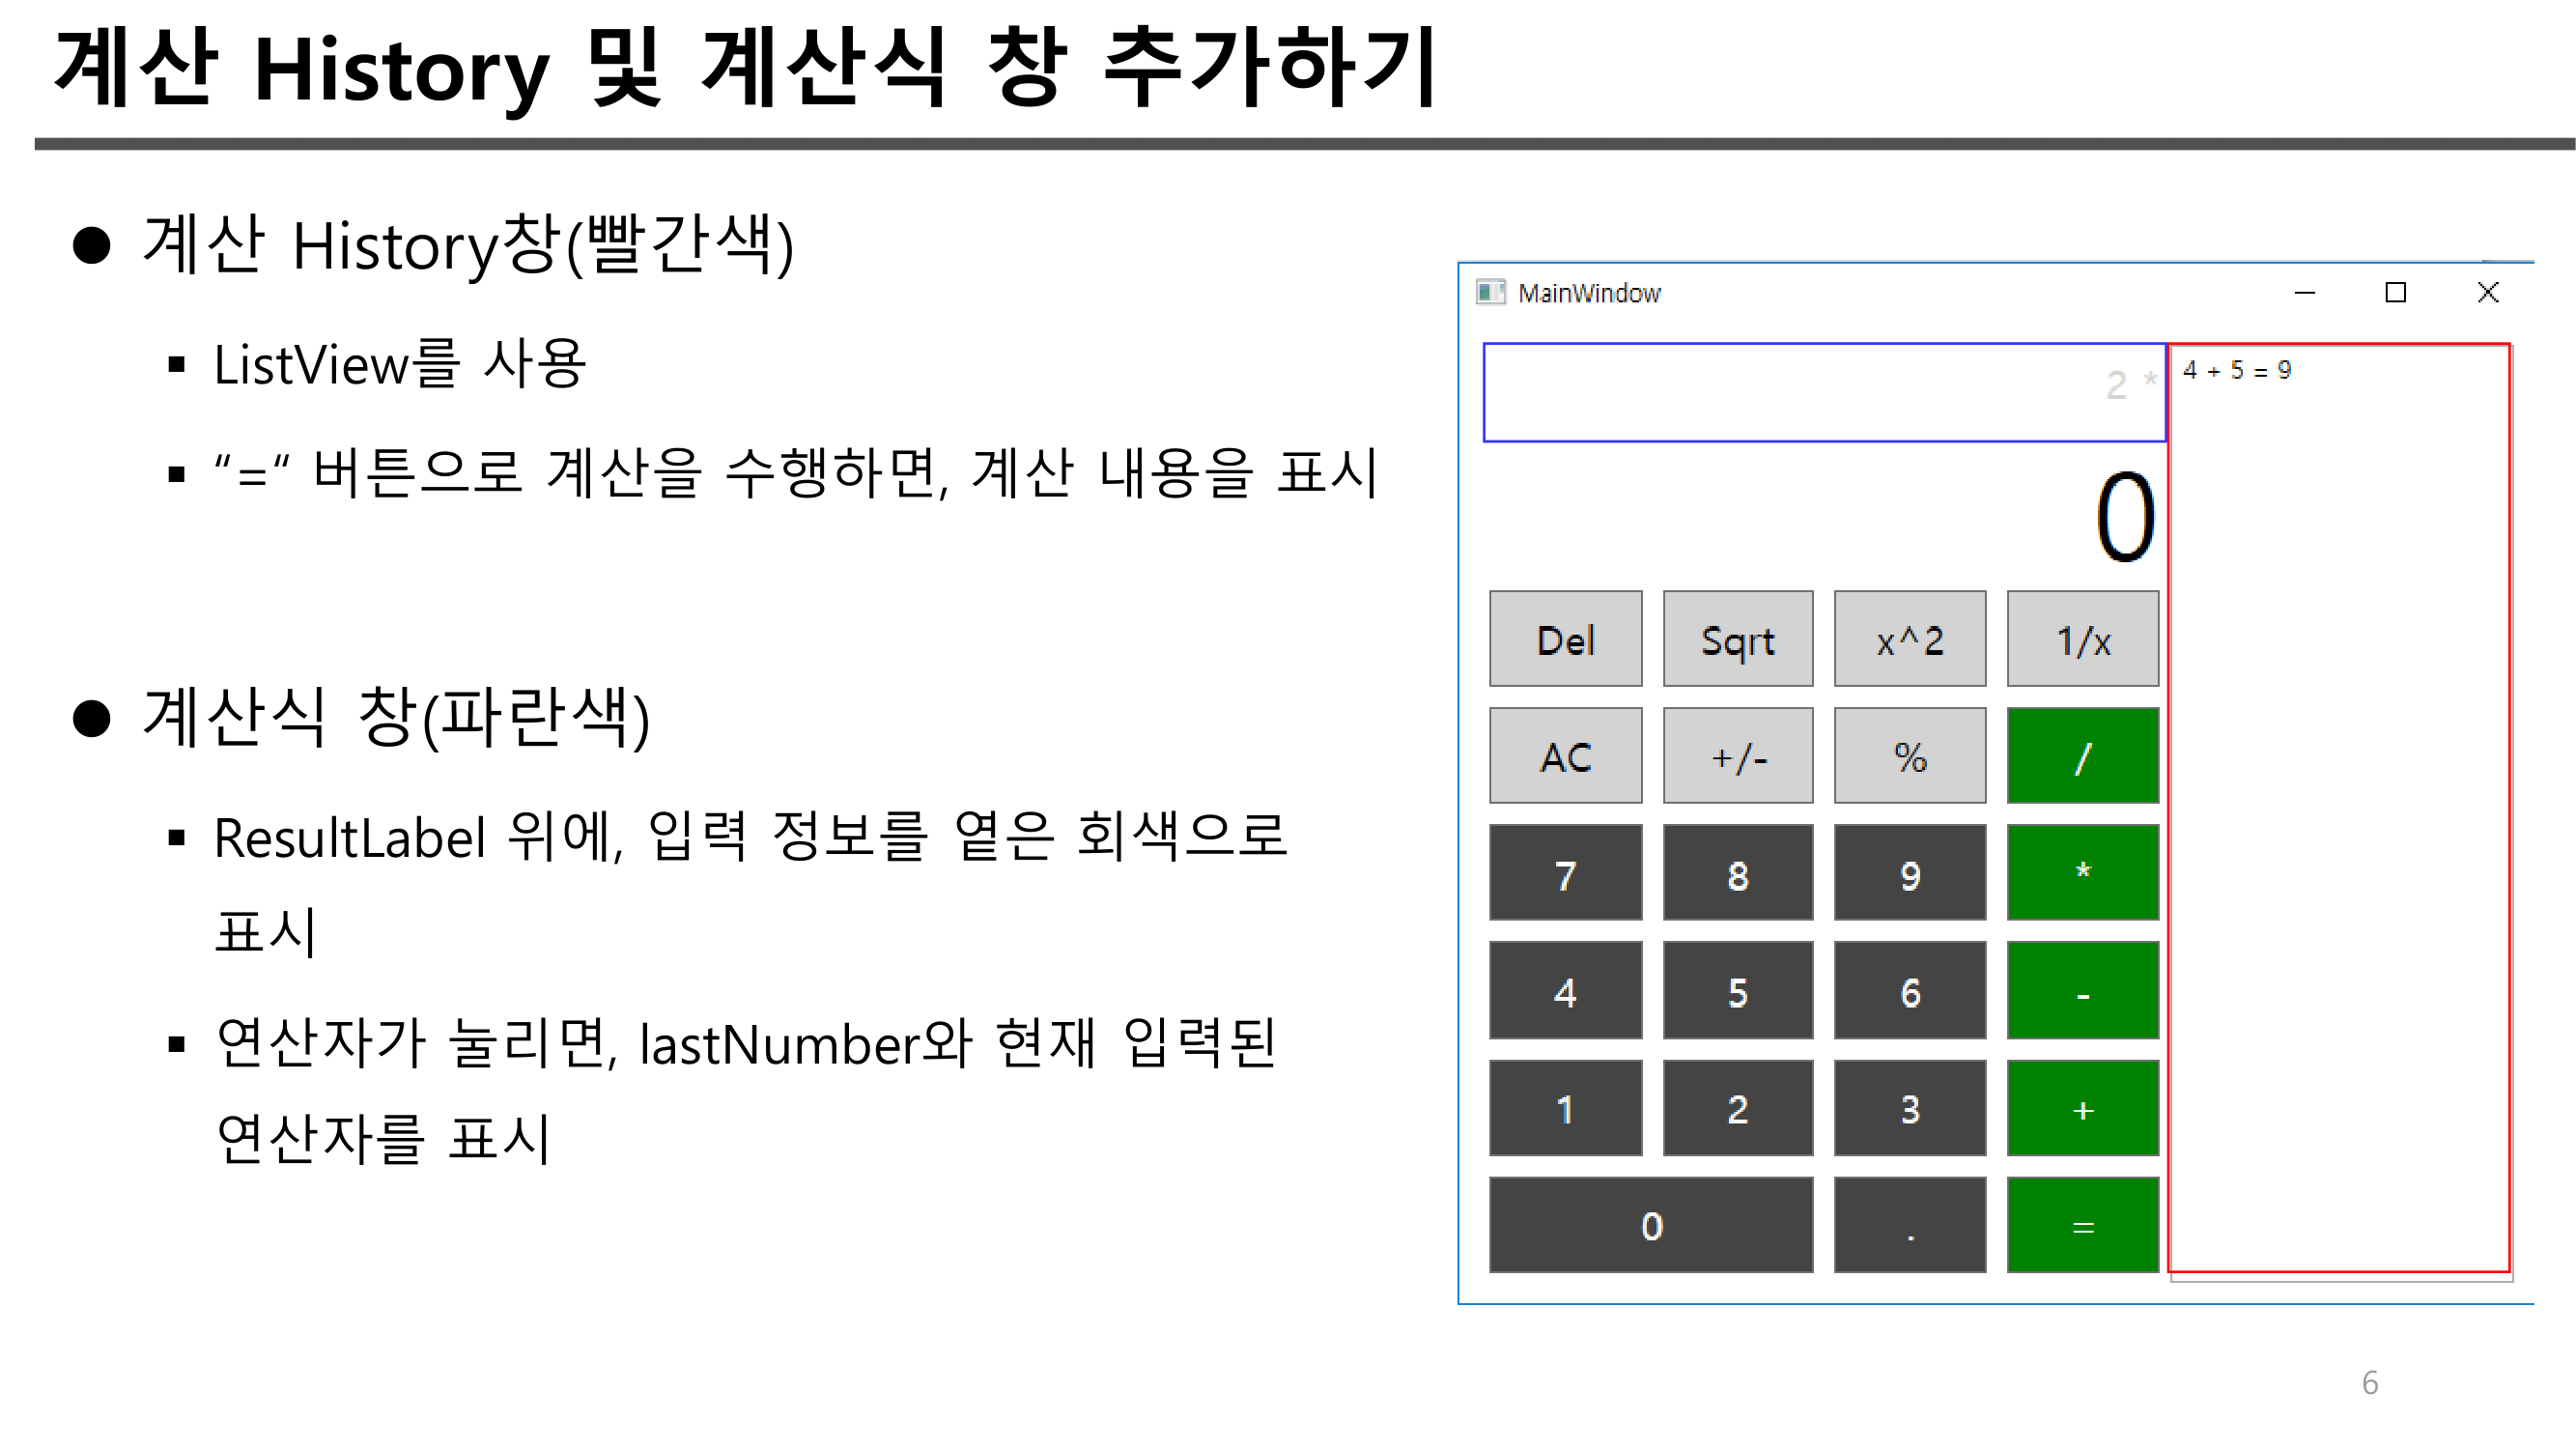 계산 History 및 계산식 창 추가하기
● 계산 History창(빨간색)
▪ ListView를 사용
▪ “=“ 버튼으로 계산을 수행하면, 계산 내용을 표시
● 계산식 창(파란색)
▪ ResultLabel 위에, 입력 정보를 옅은 회색으로
표시
▪ 연산자가 눌리면, lastNumber와 현재 입력된
연산자를 표시
MainWindow
2 *
4 + 5 = 9
0
Del Sqrt x^2 1/x
AC +/- % /
7 8 9 *
4 5 6 -
1 2 3 +
0 . =
6